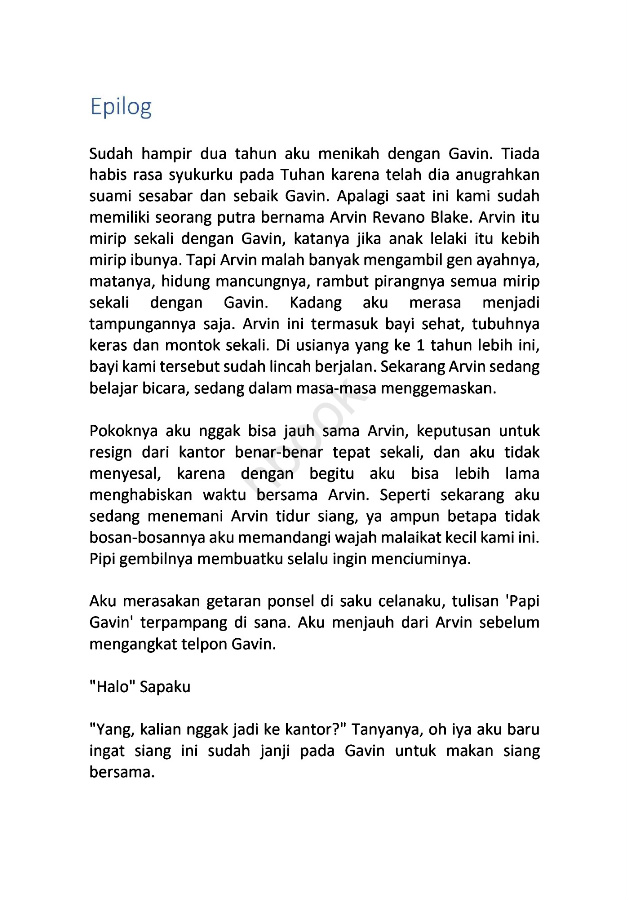 Epilog
Sudah hampir dua tahun aku menikah dengan Gavin. Tiada
habis rasa syukurku pada Tuhan karena telah dia anugrahkan
suami sesabar dan sebaik Gavin. Apalagi saat ini kami sudah
memiliki seorang putra bernama Arvin Revano Blake. Arvin itu
mirip sekali dengan Gavin, katanya jika anak lelaki itu kebih
mirip ibunya. Tapi Arvin malah banyak mengambil gen ayahnya,
matanya, hidung mancungnya, rambut pirangnya semua mirip
sekali dengan Gavin. Kadang aku merasa menjadi
tampungannya saja. Arvin ini termasuk bayi sehat, tubuhnya
keras dan montok sekali. Di usianya yang ke 1 tahun lebih ini,
bayi kami tersebut sudah lincah berjalan. Sekarang Arvin sedang
belajar bicara, sedang dalam masa-masa menggemaskan.
Pokoknya aku nggak bisa jauh sama Arvin, keputusan untuk
resign dari kantor benar-benar tepat sekali, dan aku tidak
menyesal, karena dengan begitu aku bisa lebih lama
menghabiskan waktu bersama Arvin. Seperti sekarang aku
sedang menemani Arvin tidur siang, ya ampun betapa tidak
bosan-bosannya aku memandangi wajah malaikat kecil kami ini.
Pipi gembilnya membuatku selalu ingin menciuminya.
Aku merasakan getaran ponsel di saku celanaku, tulisan 'Papi
Gavin' terpampang di sana. Aku menjauh dari Arvin sebelum
mengangkat telpon Gavin.
"Halo" Sapaku
"Yang, kalian nggak jadi ke kantor?" Tanyanya, oh iya aku baru
ingat siang ini sudah janji pada Gavin untuk makan siang
bersama.